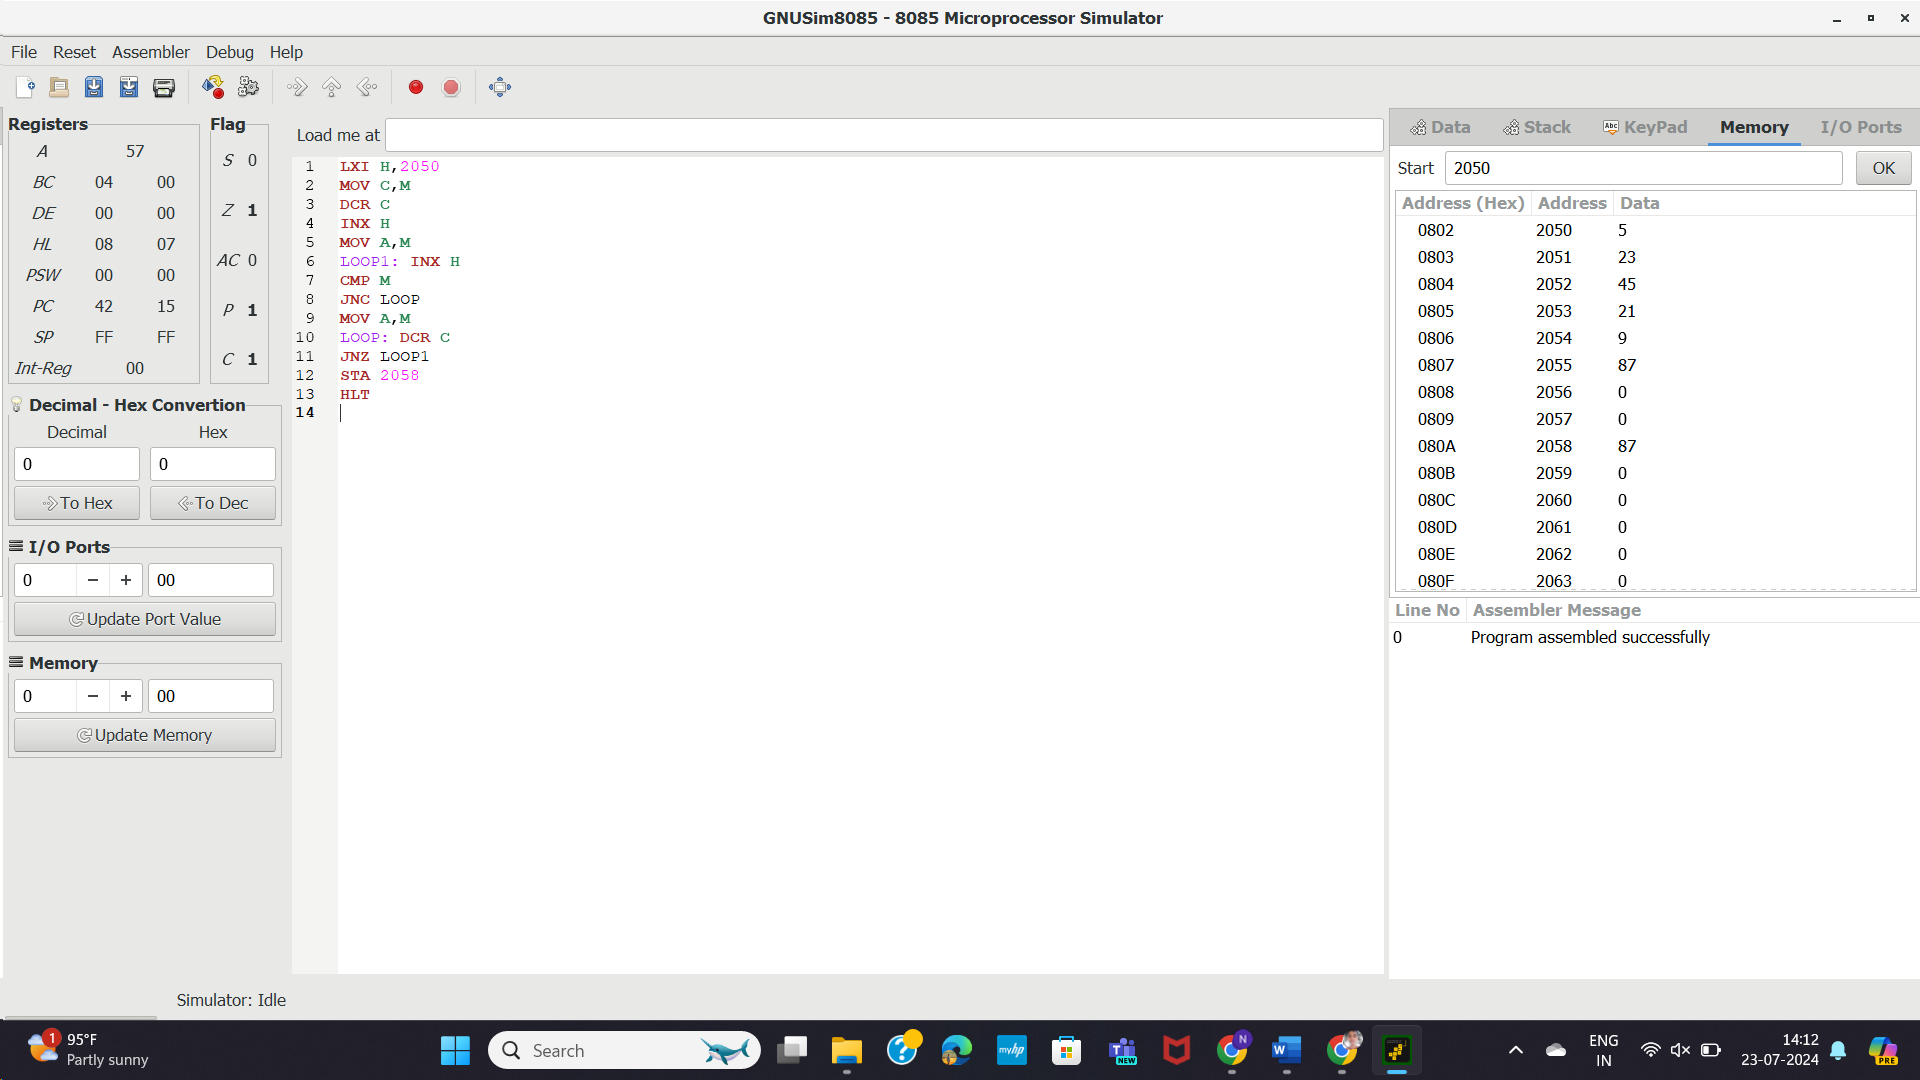 GNUSim8085 - 8085 Microprocessor Simulator
File Reset Assembler Debug Help
Registers
A 57
BC 04 00
DE 00 00
HL 08 07
PSW 00 00
PC 42 15
SP FF FF
Int-Reg 00
Flag
S 0
Z 1
AC 0
P 1
C 1
Decimal - Hex Convertion
Decimal Hex
0 0
To Hex To Dec
I/O Ports
0 − + 00
Update Port Value
Memory
0 − + 00
Update Memory
Load me at
1 LXI H,2050
2 MOV C,M
3 DCR C
4 INX H
5 MOV A,M
6 LOOP1: INX H
7 CMP M
8 JNC LOOP
9 MOV A,M
10 LOOP: DCR C
11 JNZ LOOP1
12 STA 2058
13 HLT
14
Data Stack KeyPad Memory I/O Ports
Start 2050 OK
Address (Hex) Address Data
0802 2050 5
0803 2051 23
0804 2052 45
0805 2053 21
0806 2054 9
0807 2055 87
0808 2056 0
0809 2057 0
080A 2058 87
080B 2059 0
080C 2060 0
080D 2061 0
080E 2062 0
080F 2063 0
Line No Assembler Message
0 Program assembled successfully
Simulator: Idle
1 95°F
Partly sunny
Search
myhp
NEW
N
W
ENG
IN
14:12
23-07-2024
PRE